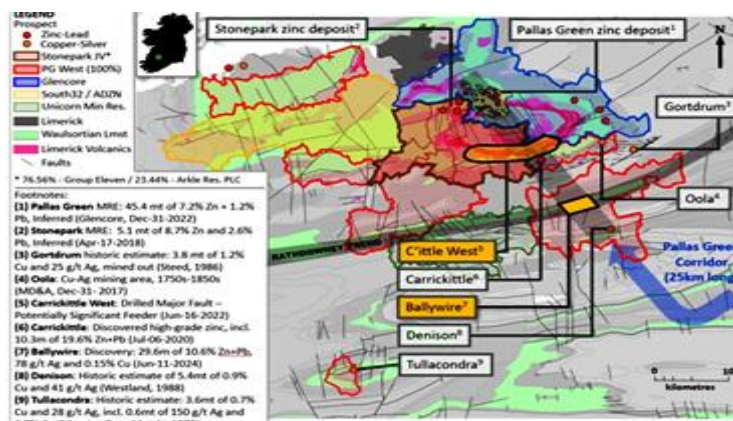 LEGEND
Prospect
Zinc-Lead
Copper-Silver
Stonepark JV*
PG West (100%)
Glencore
South32 / ADZN
Unicorn Min Res.
Limerick
Waulsortian Lmst
Limerick Volcanics
Faults
* 76.56% - Group Eleven / 23.44% - Arkle Res. PLC
Footnotes:
(1) Pallas Green MRE: 45.4 mt of 7.2% Zn + 1.2%
Pb, Inferred (Glencore, Dec-31-2022)
(2) Stonepark MRE: 5.1 mt of 8.7% Zn and 2.6%
Pb, Inferred (Apr-17-2018)
(3) Gortdrum historic estimate: 3.8 mt of 1.2%
Cu and 25 g/t Ag, mined out (Steed, 1986)
(4) Oola: Cu-Ag mining area, 1750s-1850s
(MD&A, Dec-31- 2017)
(5) Carrickittle West: Drilled Major Fault –
Potentially Significant Feeder (Jun-16-2022)
(6) Carrickittle: Discovered high-grade zinc, incl.
10.3m of 19.6% Zn+Pb (Jul-06-2020)
(7) Ballywire: Discovery: 29.6m of 10.6% Zn+Pb,
78 g/t Ag and 0.15% Cu (Jun-11-2024)
(8) Denison: Historic estimate of 5.4mt of 0.9%
Cu and 41 g/t Ag (Westland, 1988)
(9) Tullacondra: Historic estimate: 3.6mt of 0.7%
Cu and 28 g/t Ag, incl. 0.6mt of 150 g/t Ag and
Stonepark zinc deposit²
Pallas Green zinc deposit¹
N
Gortdrum³
Oola⁴
RATHDOWNEY TREND
C'ittle West⁵
Carrickittle⁶
Ballywire⁷
Denison⁸
Tullacondra⁹
Pallas Green
Corridor
(25km long)
0 10
kilometres